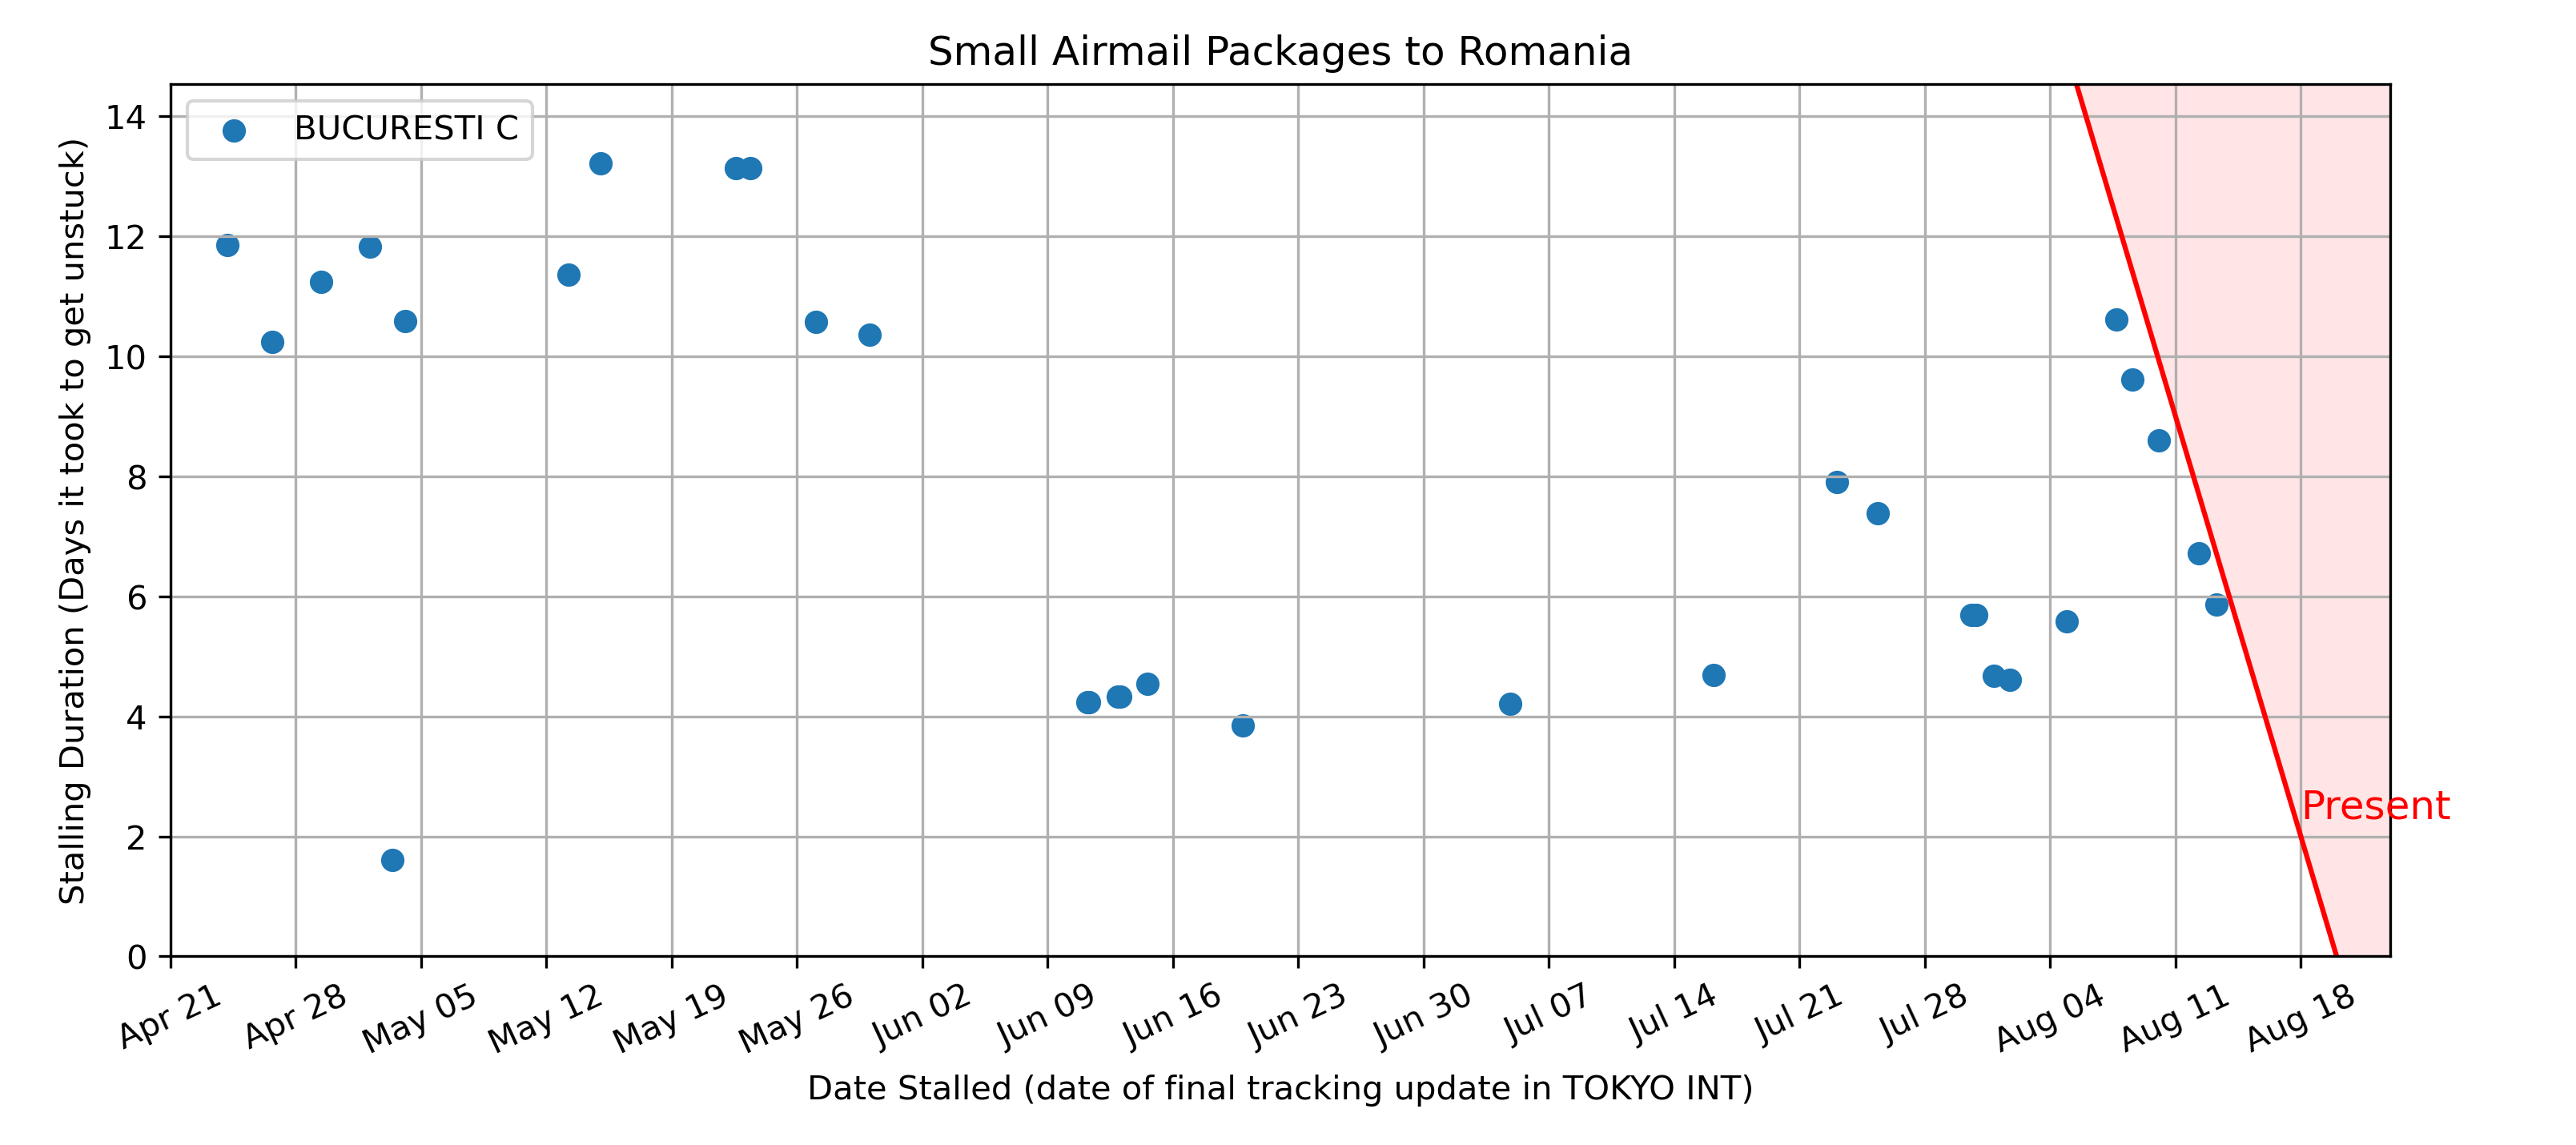 Small Airmail Packages to Romania
BUCURESTI C
Stalling Duration (Days it took to get unstuck)
14
12
10
8
6
4
2
0
Present
Apr 21
Apr 28
May 05
May 12
May 19
May 26
Jun 02
Jun 09
Jun 16
Jun 23
Jun 30
Jul 07
Jul 14
Jul 21
Jul 28
Aug 04
Aug 11
Aug 18
Date Stalled (date of final tracking update in TOKYO INT)